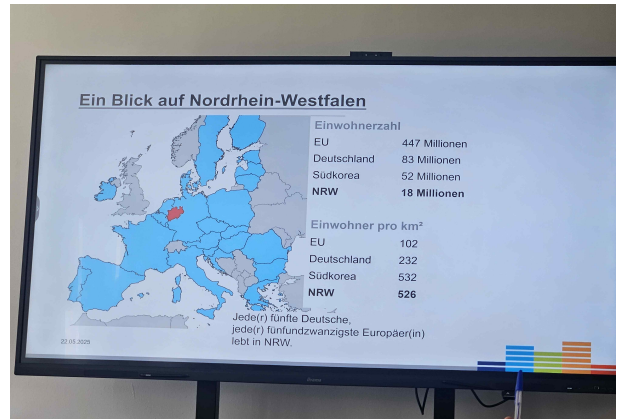 Ein Blick auf Nordrhein-Westfalen
Einwohnerzahl
EU 447 Millionen
Deutschland 83 Millionen
Südkorea 52 Millionen
NRW 18 Millionen
Einwohner pro km²
EU 102
Deutschland 232
Südkorea 532
NRW 526
Jede(r) fünfte Deutsche,
jede(r) fünfundzwanzigste Europäer(in)
lebt in NRW.
22.05.2025